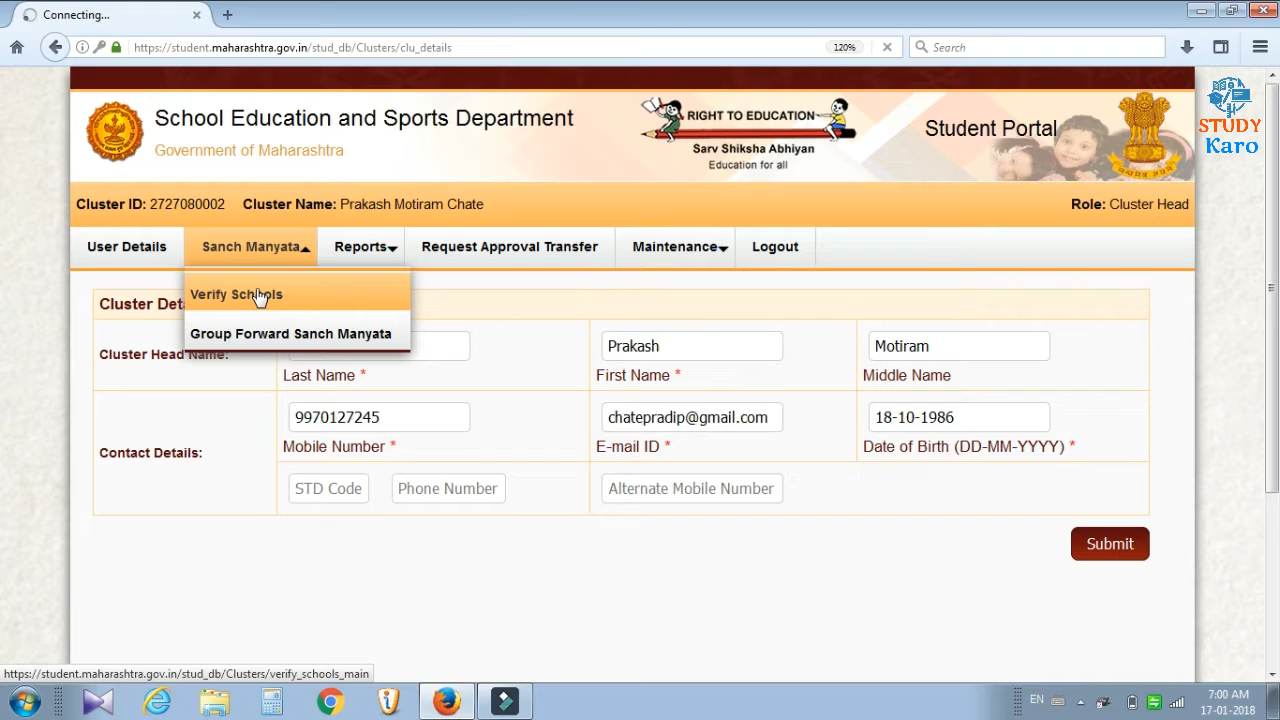 Connecting...
https://student.maharashtra.gov.in/stud_db/Clusters/clu_details
120%
Search
School Education and Sports Department
Government of Maharashtra
RIGHT TO EDUCATION
Sarv Shiksha Abhiyan
Education for all
Student Portal
STUDY
Karo
Cluster ID: 2727080002 Cluster Name: Prakash Motiram Chate Role: Cluster Head
User Details Sanch Manyata Reports Request Approval Transfer Maintenance Logout
Verify Schools
Group Forward Sanch Manyata
Cluster Det
Cluster Head Name:
Prakash Motiram
Last Name * First Name * Middle Name
Contact Details:
9970127245 chatepradip@gmail.com 18-10-1986
Mobile Number * E-mail ID * Date of Birth (DD-MM-YYYY) *
STD Code Phone Number Alternate Mobile Number
Submit
https://student.maharashtra.gov.in/stud_db/Clusters/verify_schools_main
EN
7:00 AM
17-01-2018